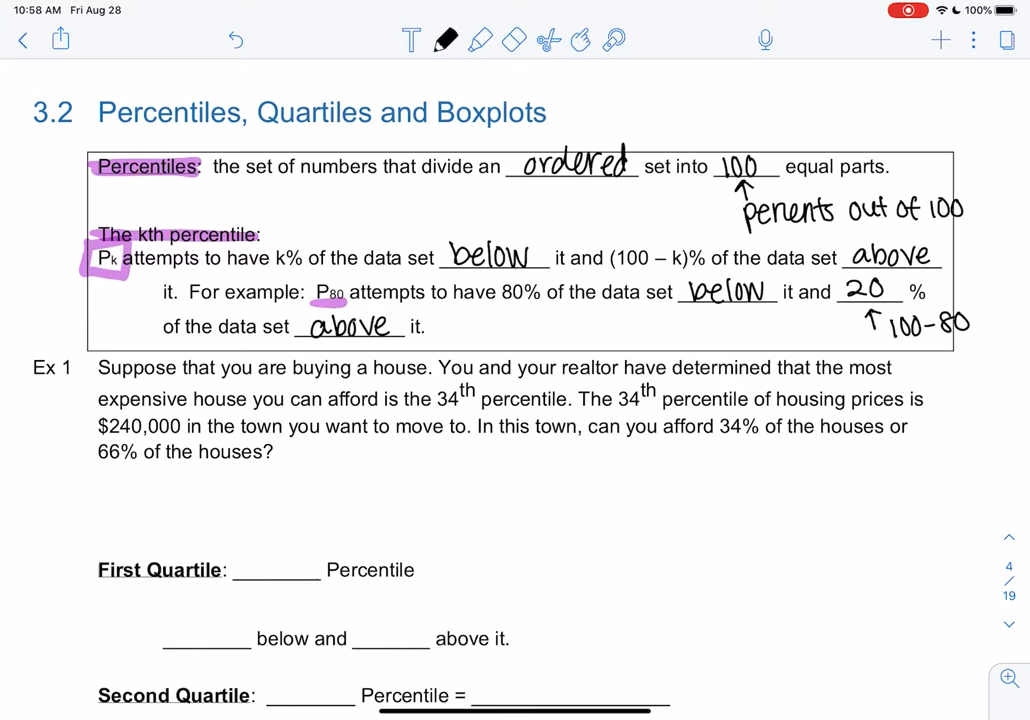 10:58 AM Fri Aug 28 100%
3.2 Percentiles, Quartiles and Boxplots
Percentiles: the set of numbers that divide an ordered set into 100 equal parts.
percents out of 100
The kth percentile:
Pk attempts to have k% of the data set below it and (100 – k)% of the data set above
it. For example: P80 attempts to have 80% of the data set below it and 20 %
of the data set above it.
100-80
Ex 1 Suppose that you are buying a house. You and your realtor have determined that the most
expensive house you can afford is the 34th percentile. The 34th percentile of housing prices is
$240,000 in the town you want to move to. In this town, can you afford 34% of the houses or
66% of the houses?
First Quartile: ________ Percentile
________ below and _______ above it.
Second Quartile: ________ Percentile = __________________
4
/
19